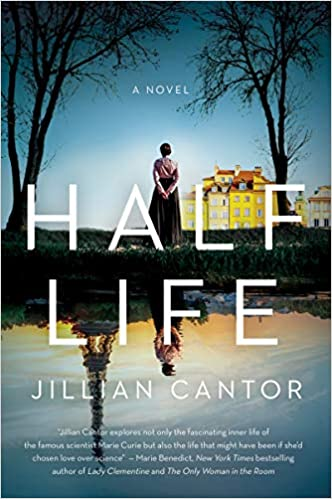 A NOVEL
HALF
LIFE
JILLIAN CANTOR
"Jillian Cantor explores not only the fascinating inner life of
the famous scientist Marie Curie but also the life that might have been if she'd
chosen love over science" — Marie Benedict, New York Times bestselling
author of Lady Clementine and The Only Woman in the Room